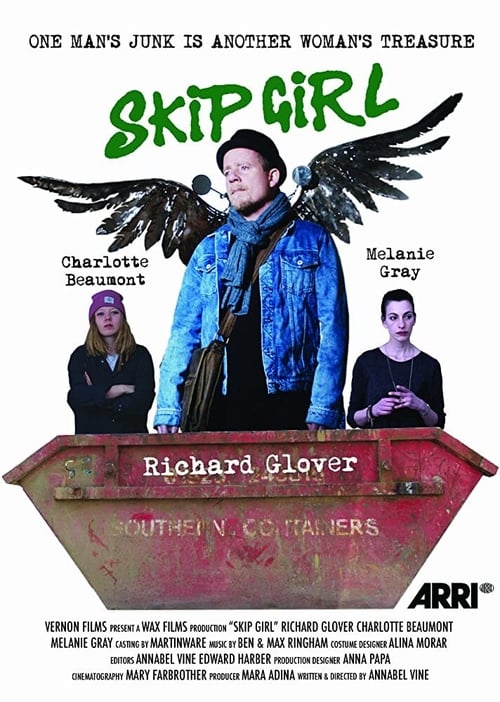 ONE MAN'S JUNK IS ANOTHER WOMAN'S TREASURE
SKIP GIRL
Charlotte
Beaumont
Melanie
Gray
Richard Glover
SOUTHERN CONTAINERS
ARRI
VERNON FILMS PRESENT A WAX FILMS PRODUCTION "SKIP GIRL" RICHARD GLOVER CHARLOTTE BEAUMONT
MELANIE GRAY CASTING BY MARTINWARE MUSIC BY BEN & MAX RINGHAM COSTUME DESIGNER ALINA MORAR
EDITORS ANNABEL VINE EDWARD HARBER PRODUCTION DESIGNER ANNA PAPA
CINEMATOGRAPHY MARY FARBROTHER PRODUCER MARA ADINA WRITTEN & DIRECTED BY ANNABEL VINE